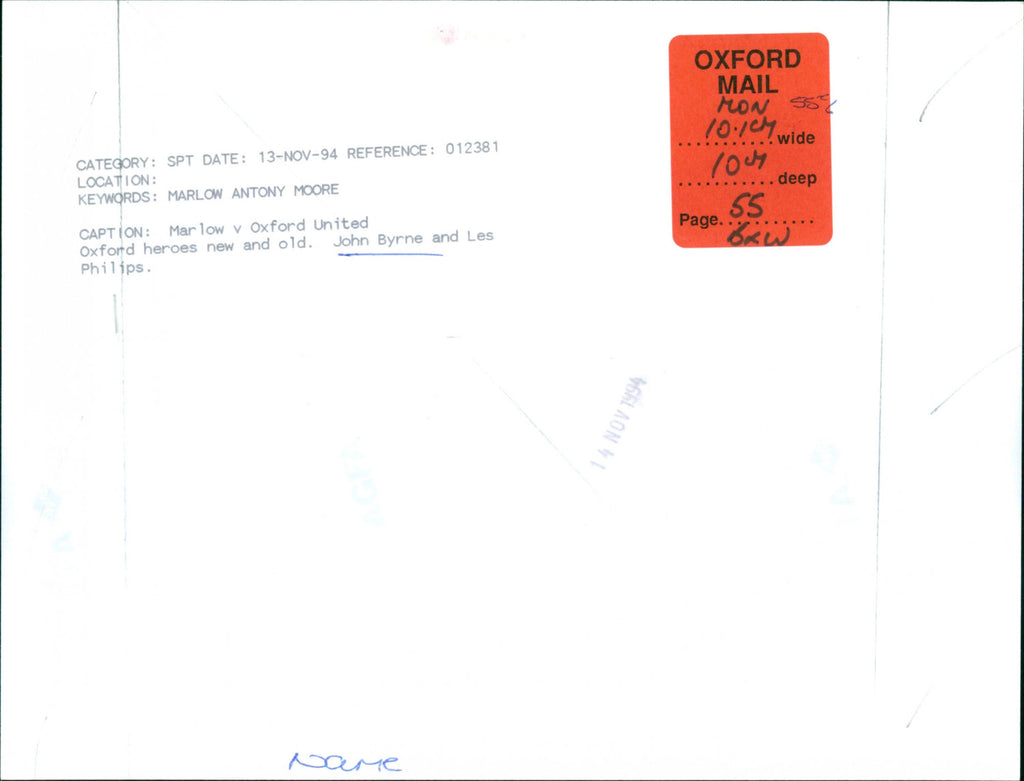 CATEGORY: SPT DATE: 13-NOV-94 REFERENCE: 012381
LOCATION:
KEYWORDS: MARLOW ANTONY MOORE
CAPTION: Marlow v Oxford United
Oxford heroes new and old. John Byrne and Les
Philips.
OXFORD
MAIL
MON
10.1CM wide
10CM deep
Page 55
B&W
14 NOV 1994
AGFA
Name